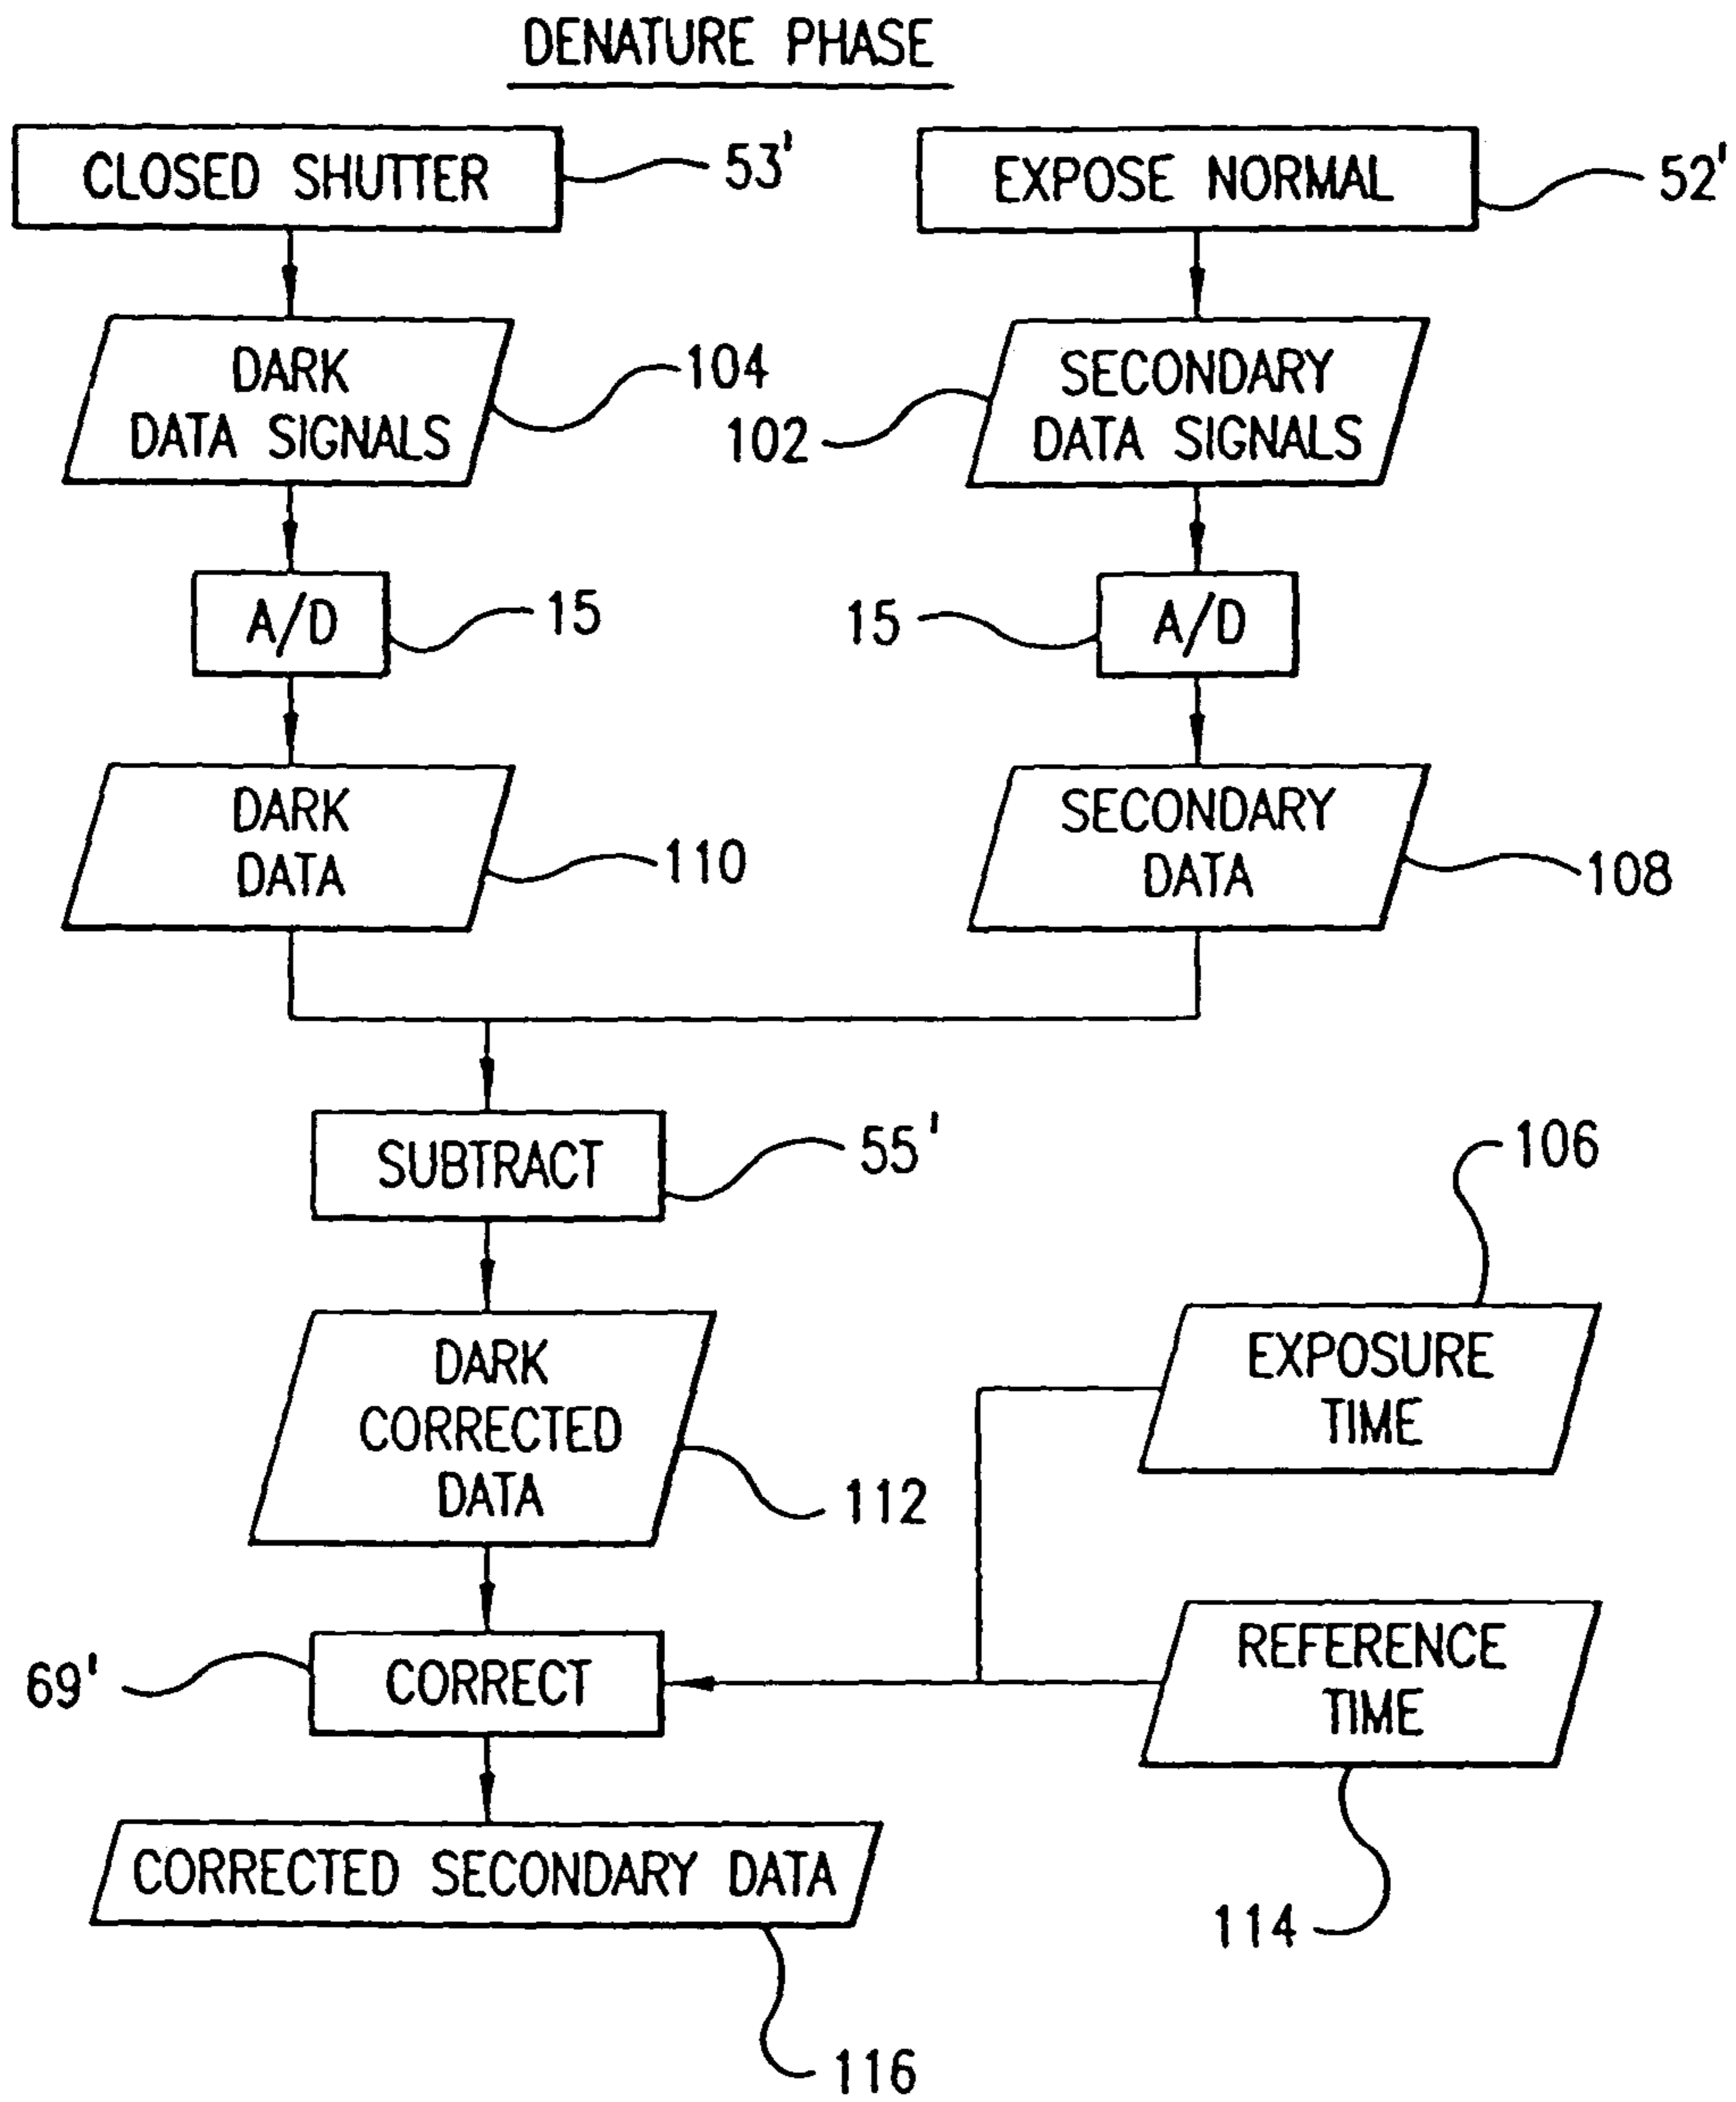 DENATURE PHASE
CLOSED SHUTTER
53'
EXPOSE NORMAL
52'
DARK
DATA SIGNALS
104
102
SECONDARY
DATA SIGNALS
A/D
15
15
A/D
DARK
DATA
110
SECONDARY
DATA
108
SUBTRACT
55'
106
DARK
CORRECTED
DATA
112
EXPOSURE
TIME
69'
CORRECT
REFERENCE
TIME
CORRECTED SECONDARY DATA
114
116